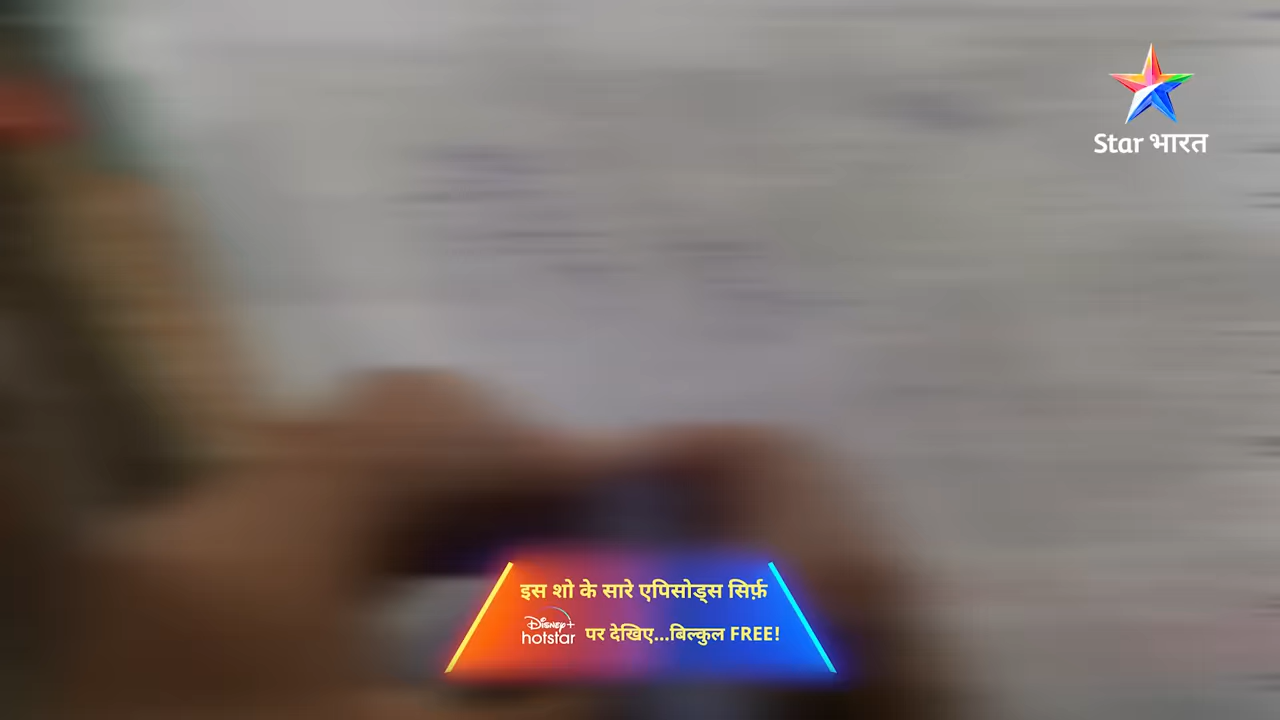 Star भारत
इस शो के सारे एपिसोड्स सिर्फ़
Disney+ hotstar पर देखिए...बिल्कुल FREE!